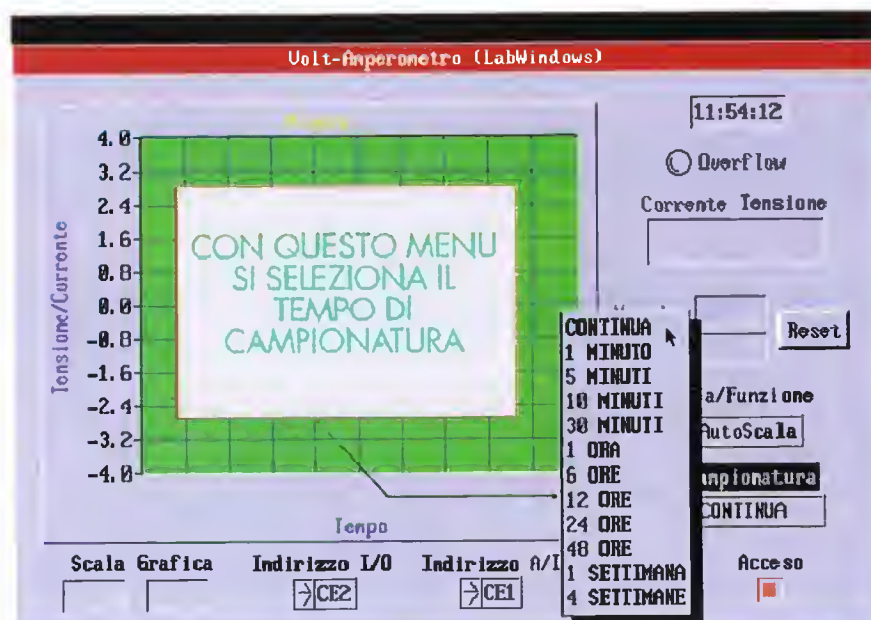 Volt-Amperometro (LabWindows)
11:54:12
Overflow
Corrente Tensione
4.0
3.2
2.4
1.6
0.8
0.0
-0.8
-1.6
-2.4
-3.2
-4.0
Tensione/Corrente
CON QUESTO MENU
SI SELEZIONA IL
TEMPO DI
CAMPIONATURA
Tempo
CONTINUA
1 MINUTO
5 MINUTI
10 MINUTI
30 MINUTI
1 ORA
6 ORE
12 ORE
24 ORE
48 ORE
1 SETTIMANA
4 SETTIMANE
Reset
a/Funzione
AutoScala
mpionatura
CONTINUA
Scala Grafica
Indirizzo I/O
CE2
Indirizzo A/I
CE1
Acceso